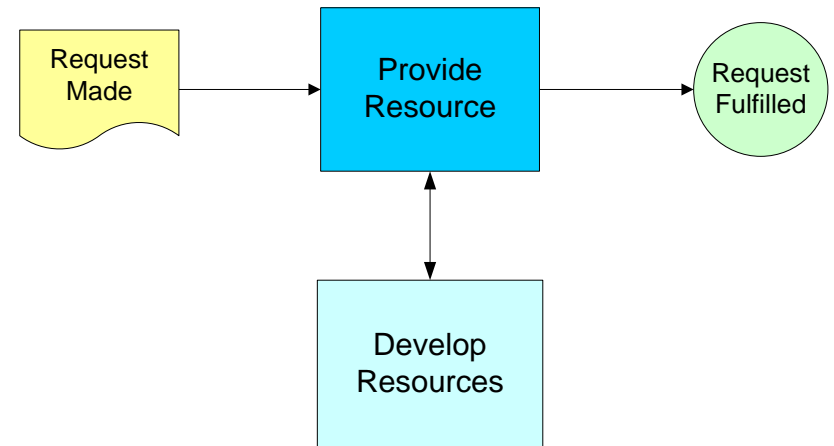 Request
Made
Provide
Resource
Request
Fulfilled
Develop
Resources